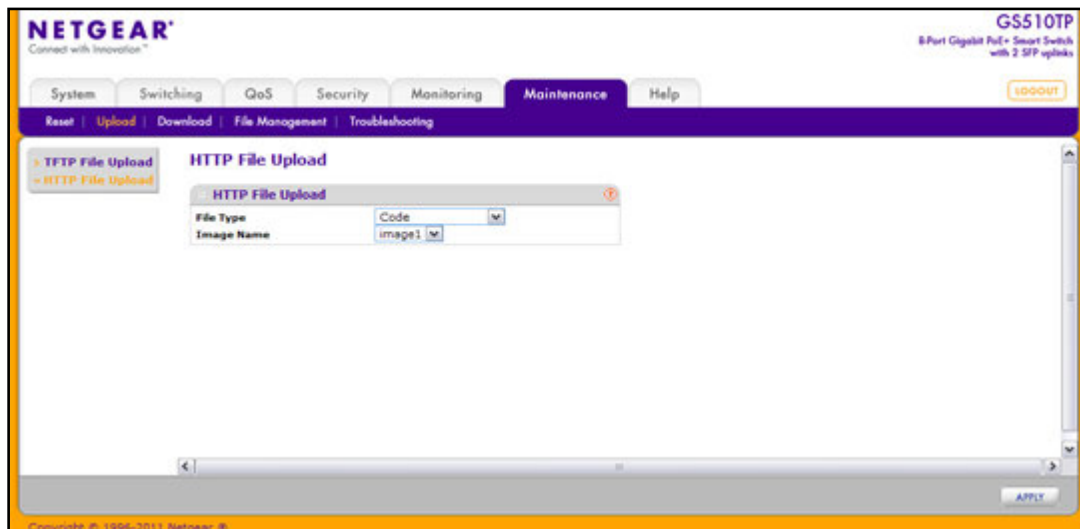 NETGEAR®
Connect with Innovation™
GS510TP
8-Port Gigabit PoE+ Smart Switch
with 2 SFP uplinks
System Switching QoS Security Monitoring Maintenance Help
LOGOUT
Reset | Upload | Download | File Management | Troubleshooting
TFTP File Upload
HTTP File Upload
HTTP File Upload
HTTP File Upload
File Type Code
Image Name image1
APPLY
Copyright © 1996-2011 Netgear ®